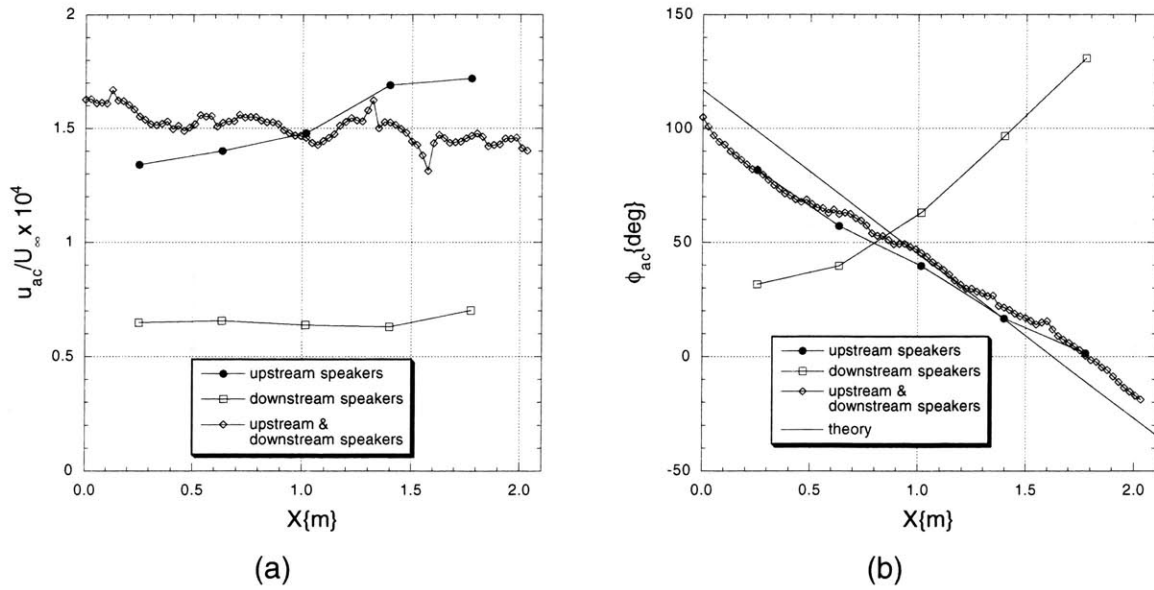 2
1.5
1
0.5
0
0.0
0.5
1.0
1.5
2.0
u_ac/U_∞ x 10^4
X{m}
upstream speakers
downstream speakers
upstream &
downstream speakers
(a)
150
100
50
0
-50
0.0
0.5
1.0
1.5
2.0
ϕ_ac{deg}
X{m}
upstream speakers
downstream speakers
upstream &
downstream speakers
theory
(b)